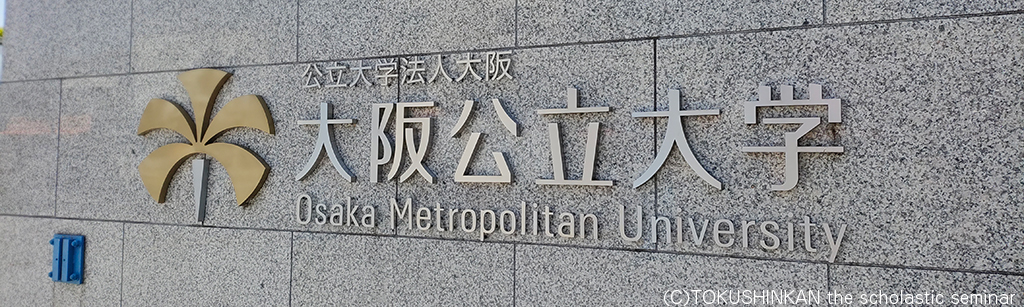 公立大学法人大阪
大阪公立大学
Osaka Metropolitan University
(C)TOKUSHINKAN the scholastic seminar